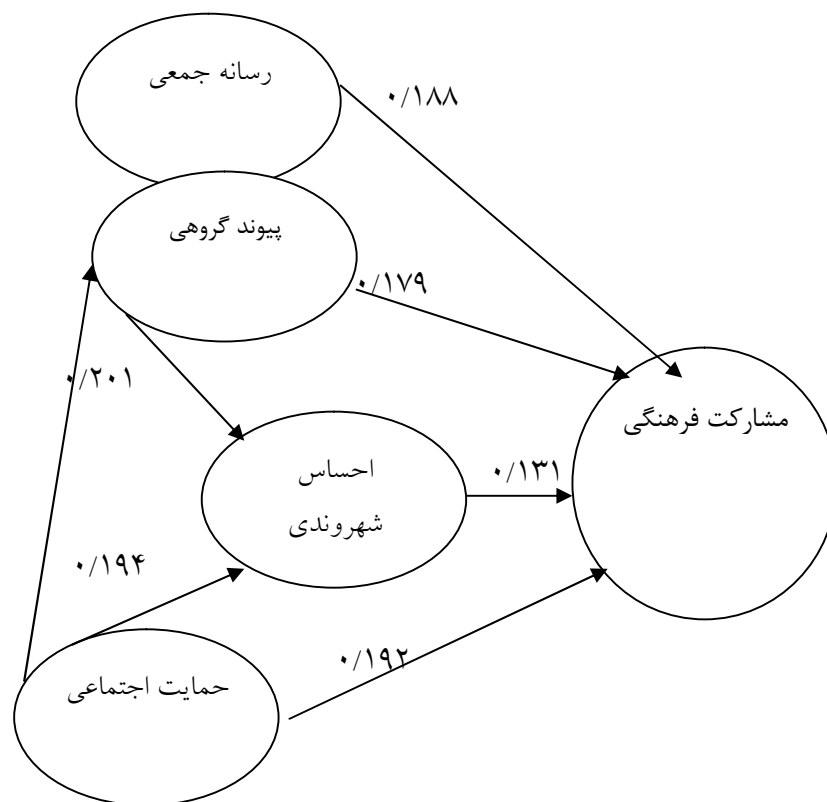 رسانه جمعی
۰/۱۸۸
پیوند گروهی
۰/۱۷۹
۰/۲۰۱
مشارکت فرهنگی
احساس
شهروندی
۰/۱۳۱
۰/۱۹۴
۰/۱۹۲
حمایت اجتماعی